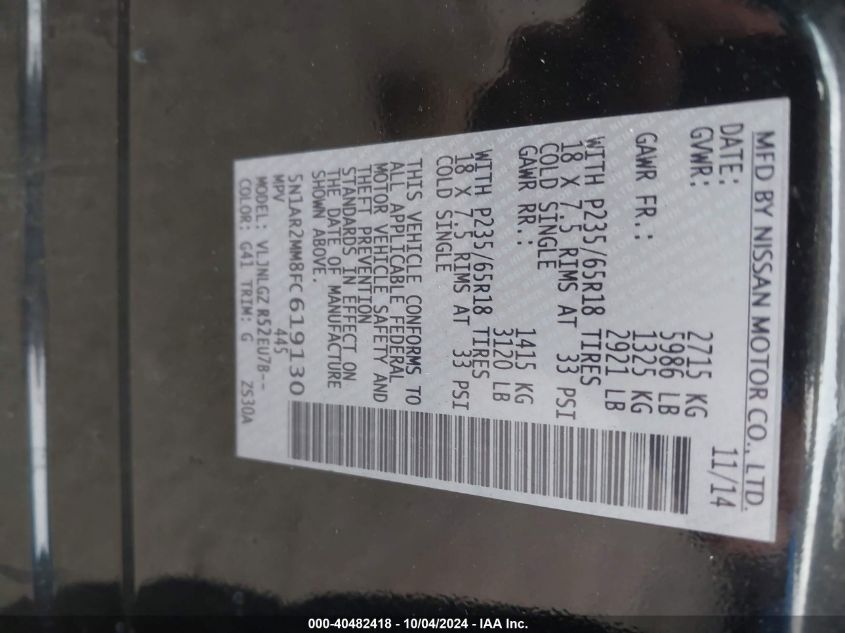 MFD BY NISSAN MOTOR CO., LTD.
DATE: 11/14
GVWR: 2715 KG
5986 LB
GAWR FR.: 1325 KG
2921 LB
WITH P235/65R18 TIRES
18 X 7.5 RIMS AT 33 PSI
COLD SINGLE
GAWR RR.: 1415 KG
3120 LB
WITH P235/65R18 TIRES
18 X 7.5 RIMS AT 33 PSI
COLD SINGLE
THIS VEHICLE CONFORMS TO
ALL APPLICABLE FEDERAL
MOTOR VEHICLE SAFETY AND
THEFT PREVENTION
STANDARDS IN EFFECT ON
THE DATE OF MANUFACTURE
SHOWN ABOVE.
5N1AR2MM8FC619130
MPV 445
MODEL: VLJNLGZ R52EU7B--
COLOR: G41 TRIM: G ZS30A
000-40482418 - 10/04/2024 - IAA Inc.